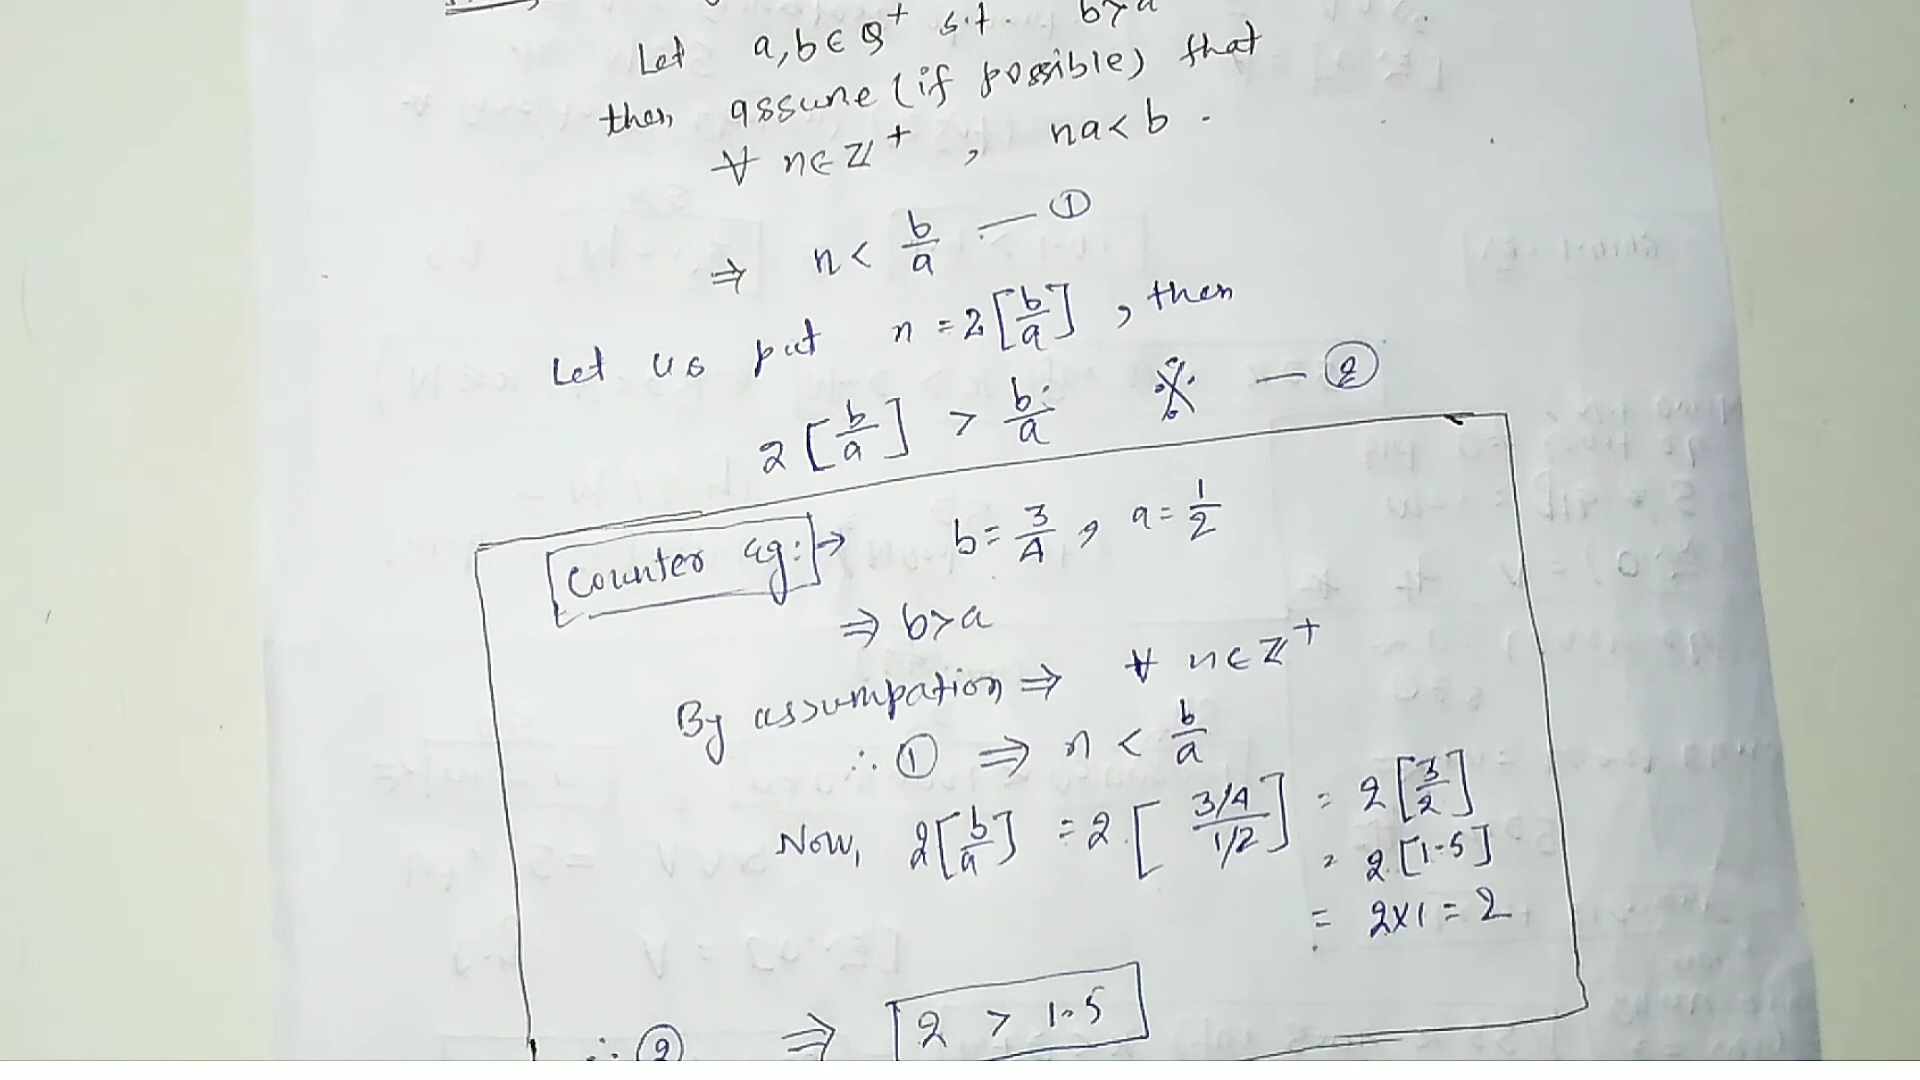 Let a, b ∈ Q⁺ s.t. b>a
then assume (if possible) that
∀ n ∈ ℤ⁺, na < b .
⇒ n < b/a — ①
Let us put n = 2[b/a], then
2[b/a] > b/a — ②
Counter eg: → b = 3/4, a = 1/2
⇒ b>a
By assumpation ⇒ ∀ n ∈ ℤ⁺
∴ ① ⇒ n < b/a
Now, 2[b/a] = 2.[(3/4)/(1/2)] = 2[3/2]
= 2.[1.5]
= 2×1 = 2
∴ ② ⇒ 2 > 1.5